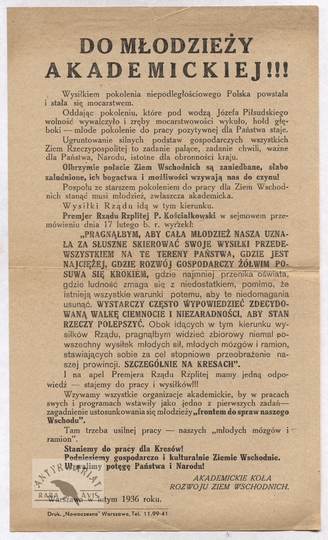 DO MŁODZIEŻY
AKADEMICKIEJ!!!
Wysiłkiem pokolenia niepodległościowego Polska powstała
i stała się mocarstwem.
Oddając pokoleniu, które pod wodzą Józefa Piłsudskiego
wolność wywalczyło i zręby mocarstwowości wykuło, hołd głę-
boki — młode pokolenie do pracy pozytywnej dla Państwa staje.
Ugruntowanie silnych podstaw gospodarczych wszystkich
Ziem Rzeczypospolitej to zadanie palące, zadanie chwili, ważne
dla Państwa, Narodu, istotne dla obronności kraju.
Olbrzymie połacie Ziem Wschodnich są zaniedbane, słabo
zaludnione, ich bogactwa i możliwości wzywają nas do czynu!
Pospołu ze starszem pokoleniem do pracy dla Ziem Wschod-
nich stanąć musi młodzież, zwłaszcza akademicka.
Wysiłki Rządu idą w tym kierunku.
Premjer Rządu Rzplitej P. Kościałkowski w sejmowem prze-
mówieniu dnia 17 lutego b. r. wyrzekł:
„PRAGNĄŁBYM, ABY CAŁA MŁODZIEŻ NASZA UZNA-
ŁA ZA SŁUSZNE SKIEROWAĆ SWOJE WYSIŁKI PRZEDE-
WSZYSTKIEM NA TE TERENY PAŃSTWA, GDZIE JEST
NAJCIĘŻEJ, GDZIE ROZWÓJ GOSPODARCZY ŻÓŁWIM PO-
SUWA SIĘ KROKIEM, gdzie najmniej przenika oświata,
gdzie ludność zmaga się z niedostatkiem, pomimo, że
istnieją wszystkie warunki potemu, aby te niedomagania
usunąć. WYSTARCZY CZĘSTO WYPOWIEDZIEĆ ZDECYDO-
WANĄ WALKĘ CIEMNOCIE I NIEZARADNOŚCI, ABY STAN
RZECZY POLEPSZYĆ. Obok idących w tym kierunku wy-
siłków Rządu, pragnąłbym widzieć zbiorowy niemal po-
wszechny wysiłek młodych sił, młodych mózgów i ramion,
stawiających sobie za cel stopniowe przeobrażenie na-
szej prowincji, SZCZEGÓLNIE NA KRESACH”.
I na apel Premjera Rządu Rzplitej mamy jedną odpo-
wiedź — stajemy do pracy i wysiłków!!!
Wzywamy wszystkie organizacje akademickie, by w pracach
swych i programach wstawiły jako jedno z pierwszych zadań—
zagadnienie ustosunkowania się młodzieży „frontem do spraw naszego
Wschodu”.
Tam trzeba usilnej pracy — naszych „młodych mózgów i
ramion”.
Staniemy do pracy dla Kresów!
Podniesiemy gospodarczo i kulturalnie Ziemie Wschodnie.
Utrwalimy potęgę Państwa i Narodu!
AKADEMICKIE KOŁA
ROZWOJU ZIEM WSCHODNICH.
Warszawa w lutym 1936 roku.
Druk. „Nowoczesna” Warszawa, Tel. 11.99-41
ANTYKWARIAT
RARA AVIS